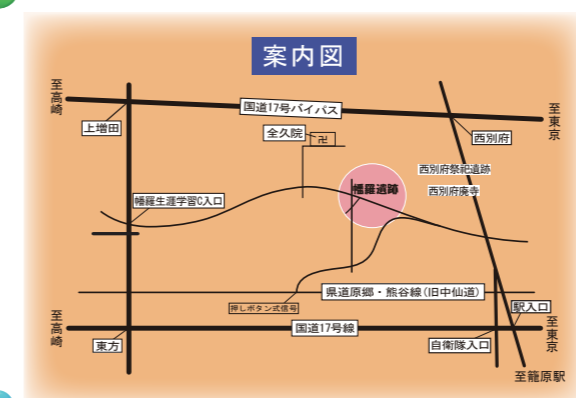 案内図
至高崎
国道17号バイパス
至東京
上増田
全久院
卍
西別府
西別府祭祀遺跡
幡羅遺跡
西別府廃寺
幡羅生涯学習C入口
県道原郷・熊谷線(旧中仙道)
押しボタン式信号
駅入口
至高崎
国道17号線
至東京
東方
自衛隊入口
至籠原駅